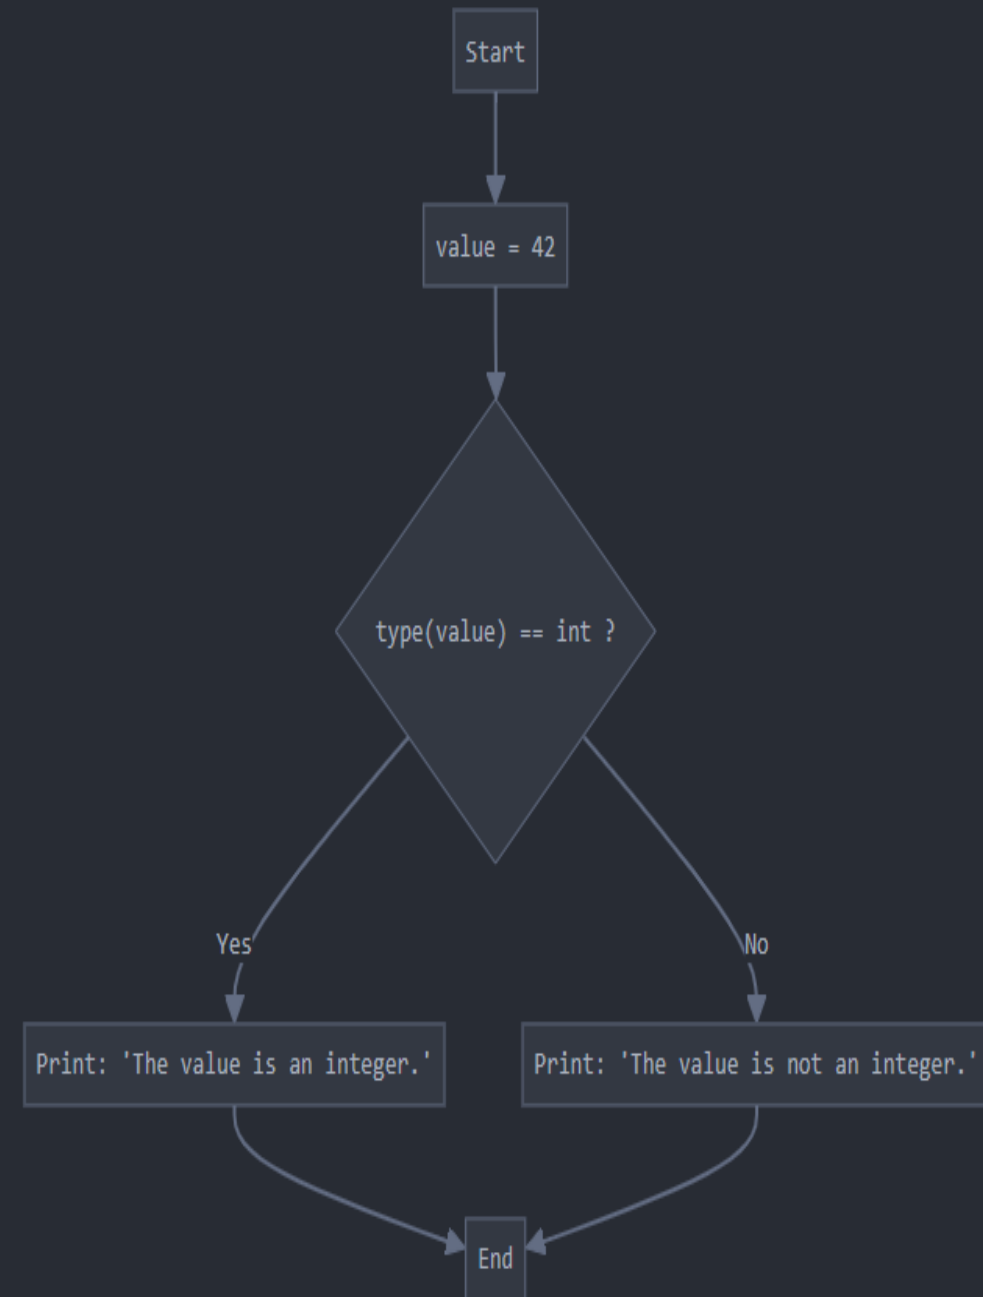 Start
value = 42
type(value) == int ?
Yes
No
Print: 'The value is an integer.'
Print: 'The value is not an integer.'
End